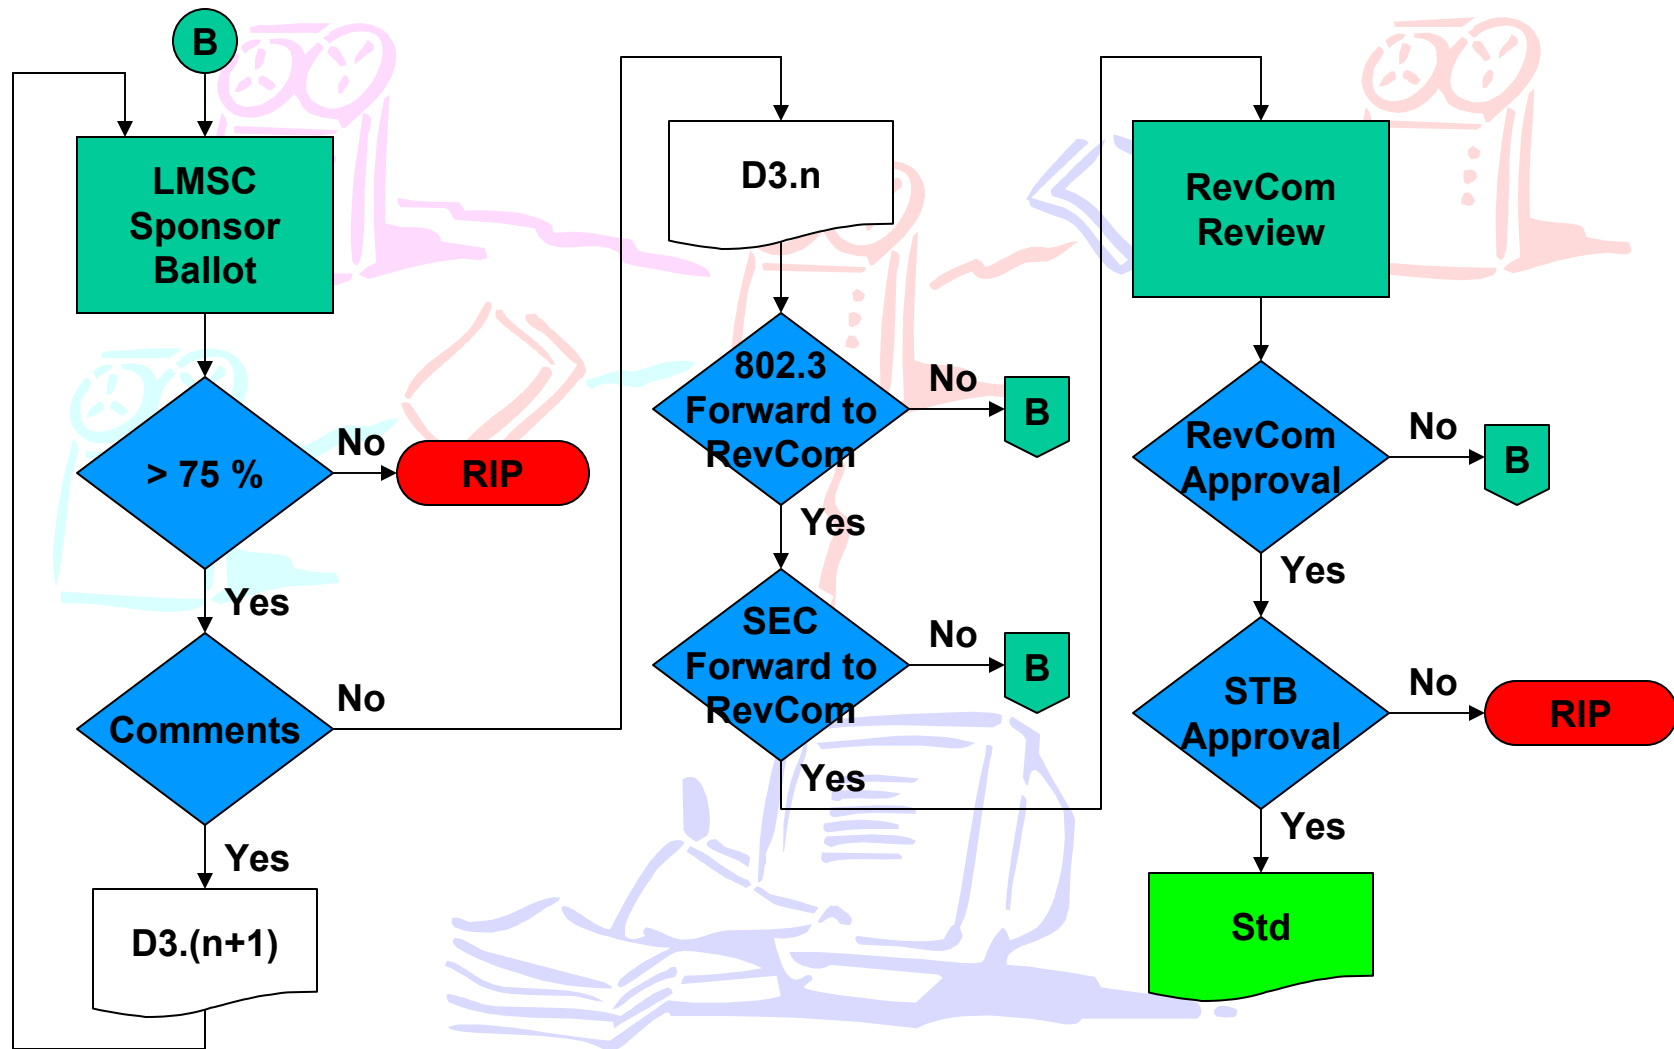 B
LMSC
Sponsor
Ballot
> 75 %
No
RIP
Yes
Comments
No
Yes
D3.(n+1)
D3.n
802.3
Forward to
RevCom
No
B
Yes
SEC
Forward to
RevCom
No
B
Yes
RevCom
Review
RevCom
Approval
No
B
Yes
STB
Approval
No
RIP
Yes
Std